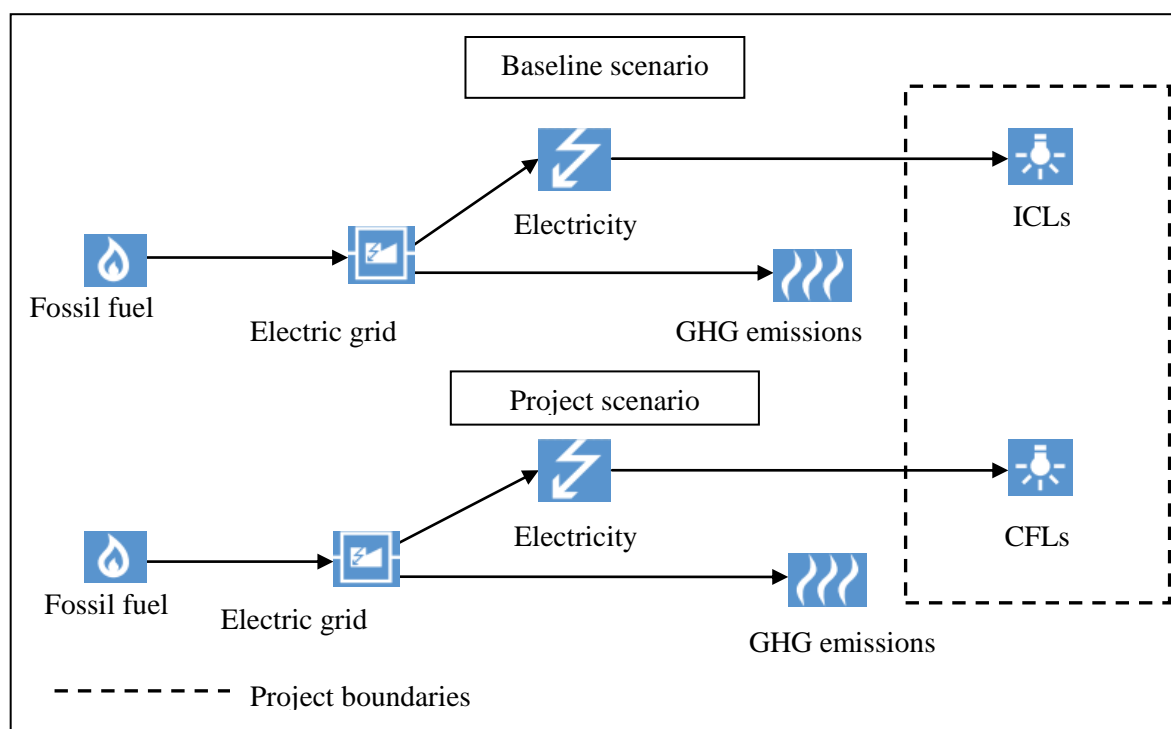 Baseline scenario
Electricity
ICLs
Fossil fuel
Electric grid
GHG emissions
Project scenario
Electricity
CFLs
Fossil fuel
Electric grid
GHG emissions
Project boundaries